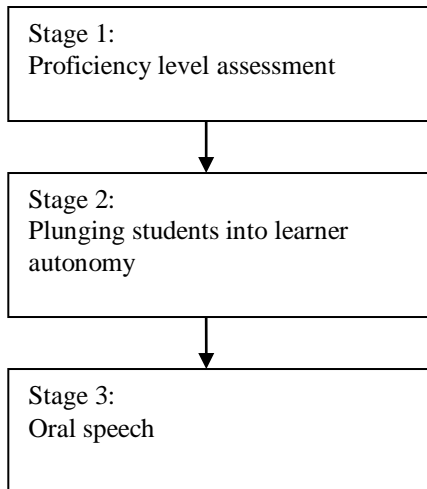 Stage 1:
Proficiency level assessment
Stage 2:
Plunging students into learner
autonomy
Stage 3:
Oral speech